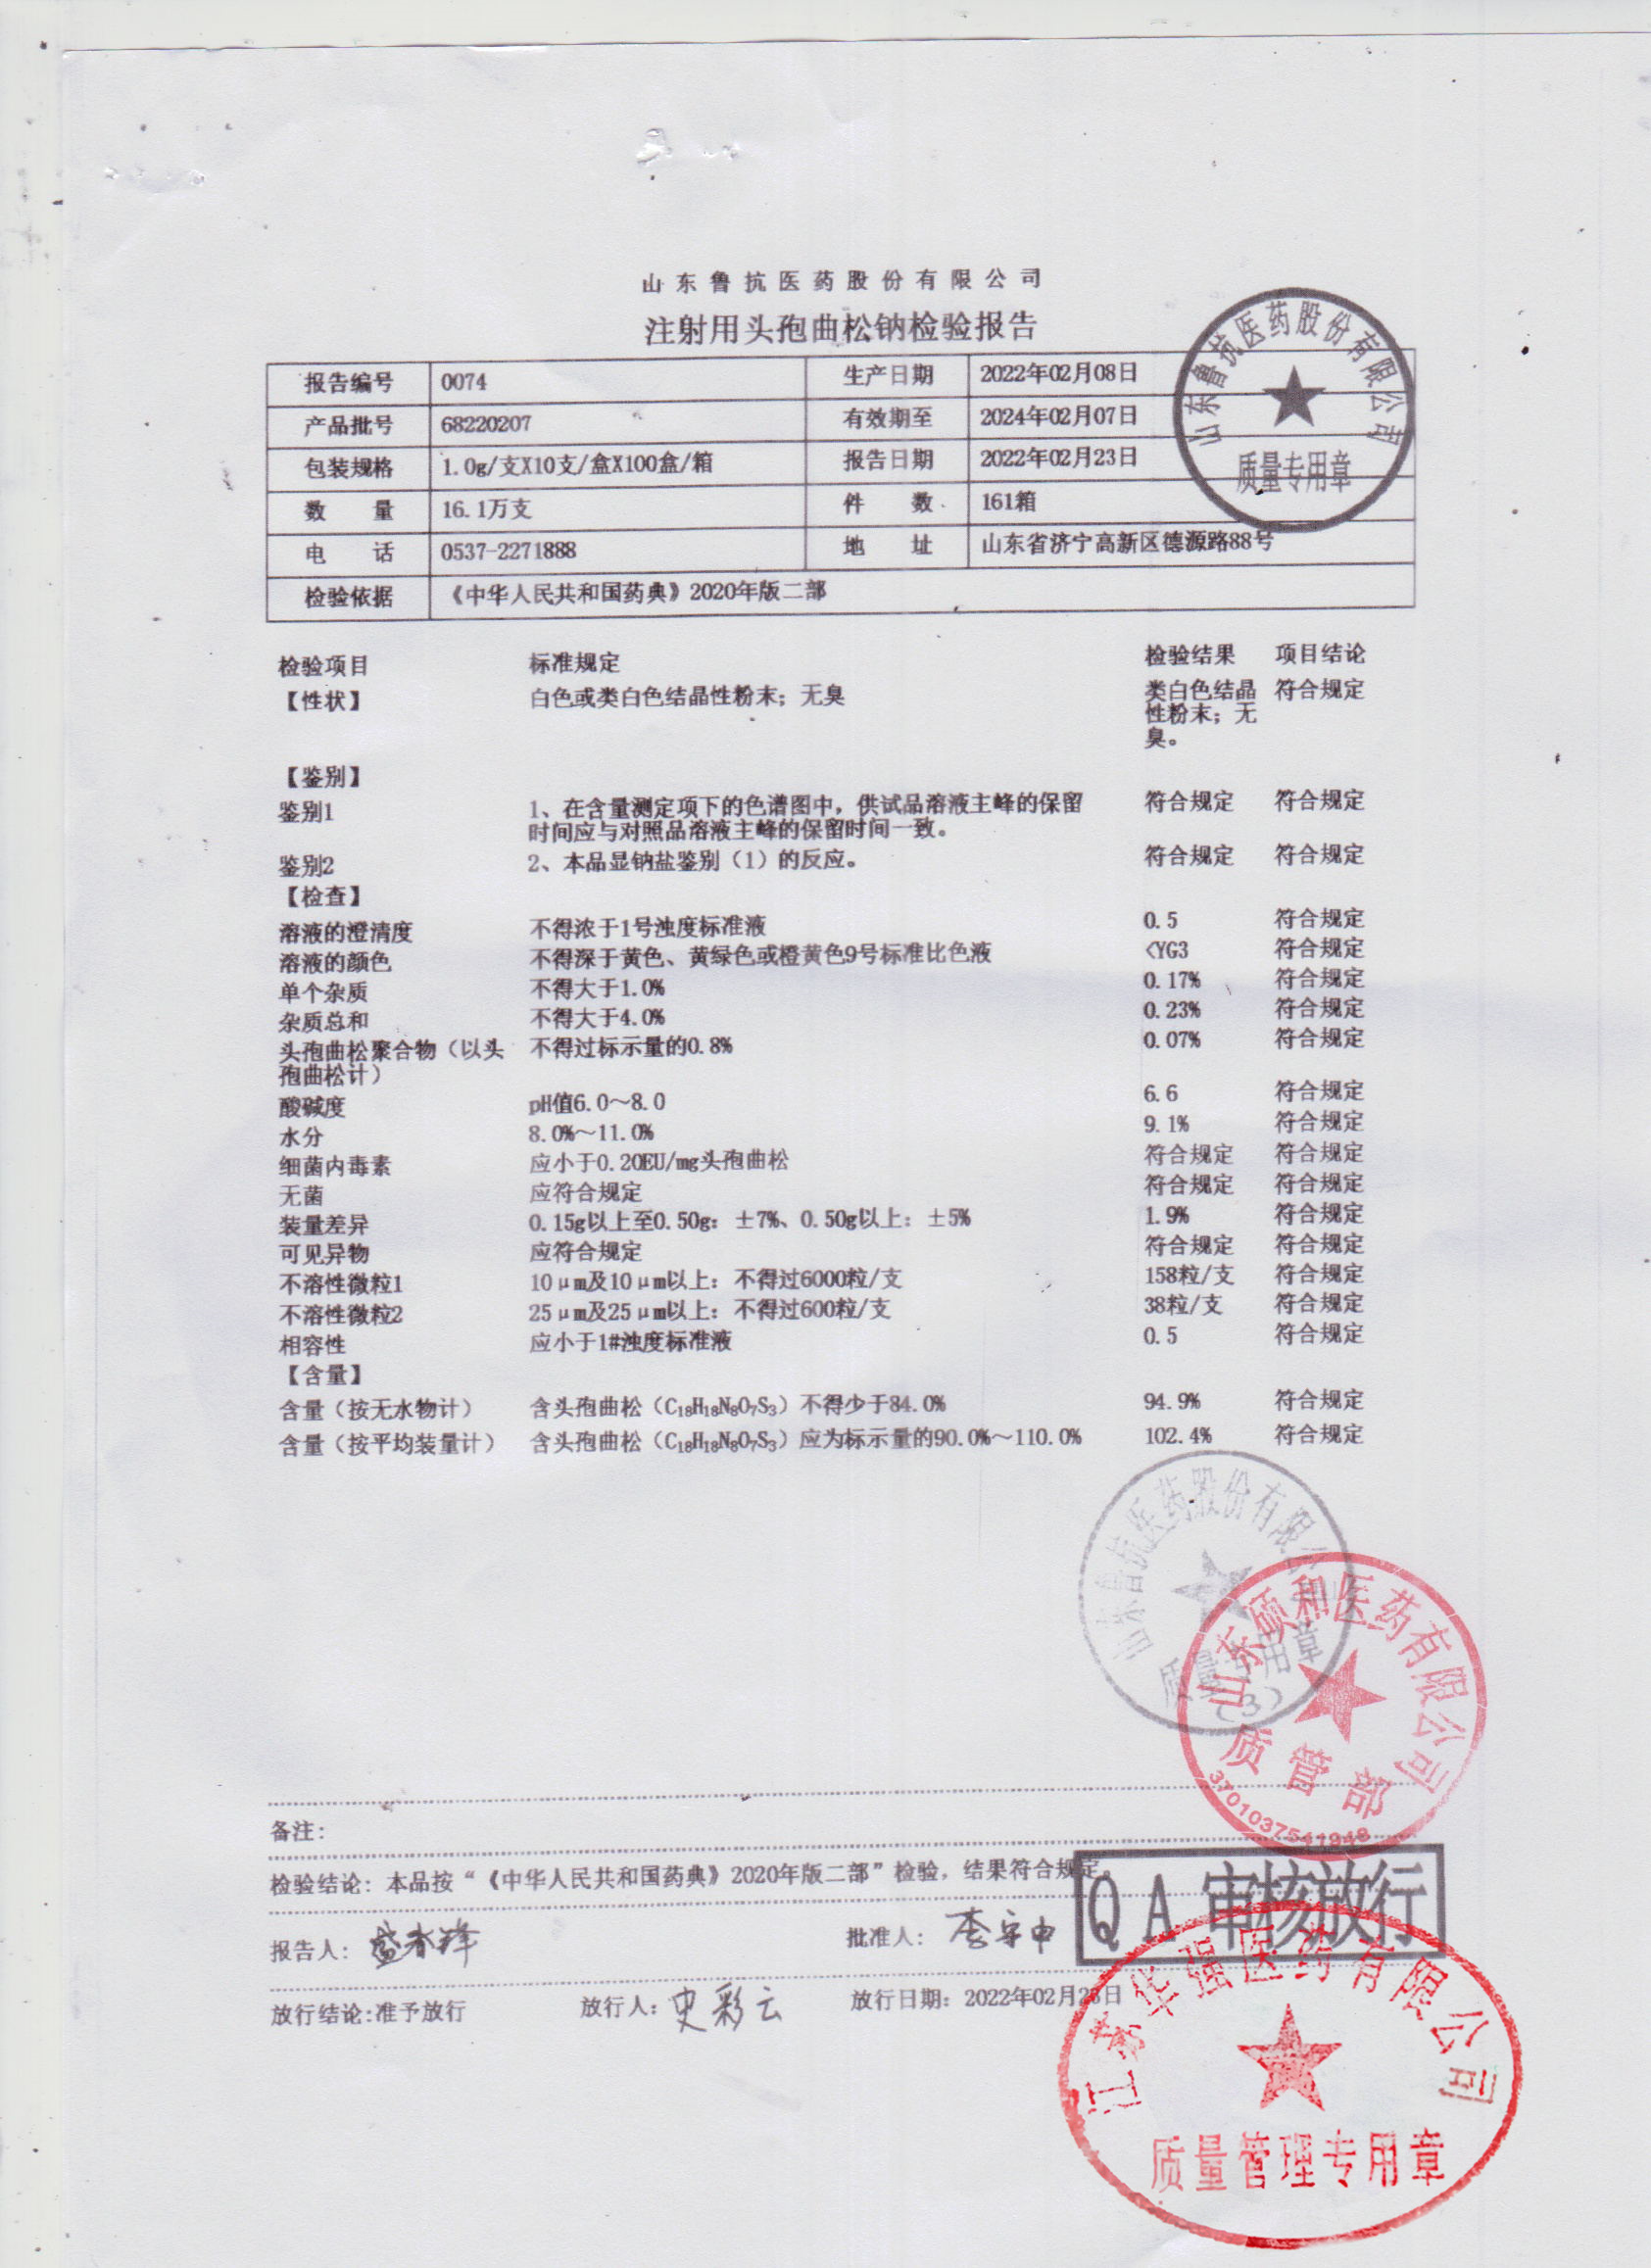 山东鲁抗医药股份有限公司
注射用头孢曲松钠检验报告
报告编号 0074 生产日期 2022年02月08日
产品批号 68220207 有效期至 2024年02月07日
包装规格 1.0g/支X10支/盒X100盒/箱 报告日期 2022年02月23日
数 量 16.1万支 件 数 161箱
电 话 0537-2271888 地 址 山东省济宁高新区德源路88号
检验依据 《中华人民共和国药典》2020年版二部
山东鲁抗医药股份有限公司
质量专用章
检验项目 标准规定 检验结果 项目结论
【性状】 白色或类白色结晶性粉末；无臭 类白色结晶 符合规定
性粉末；无
臭。
【鉴别】
鉴别1 1、在含量测定项下的色谱图中，供试品溶液主峰的保留 符合规定 符合规定
时间应与对照品溶液主峰的保留时间一致。
鉴别2 2、本品显钠盐鉴别（1）的反应。 符合规定 符合规定
【检查】
溶液的澄清度 不得浓于1号浊度标准液 0.5 符合规定
溶液的颜色 不得深于黄色、黄绿色或橙黄色9号标准比色液 <YG3 符合规定
单个杂质 不得大于1.0% 0.17% 符合规定
杂质总和 不得大于4.0% 0.23% 符合规定
头孢曲松聚合物（以头 不得过标示量的0.8% 0.07% 符合规定
孢曲松计）
酸碱度 pH值6.0～8.0 6.6 符合规定
水分 8.0%～11.0% 9.1% 符合规定
细菌内毒素 应小于0.20EU/mg头孢曲松 符合规定 符合规定
无菌 应符合规定 符合规定 符合规定
装量差异 0.15g以上至0.50g：±7%、0.50g以上：±5% 1.9% 符合规定
可见异物 应符合规定 符合规定 符合规定
不溶性微粒1 10μm及10μm以上：不得过6000粒/支 158粒/支 符合规定
不溶性微粒2 25μm及25μm以上：不得过600粒/支 38粒/支 符合规定
相容性 应小于1#浊度标准液 0.5 符合规定
【含量】
含量（按无水物计） 含头孢曲松（C₁₈H₁₈N₈O₇S₃）不得少于84.0% 94.9% 符合规定
含量（按平均装量计） 含头孢曲松（C₁₈H₁₈N₈O₇S₃）应为标示量的90.0%～110.0% 102.4% 符合规定
山东鲁抗医药股份有限公司
质量专用章
(3)
山东颐和医药有限公司
质管部
备注：
检验结论：本品按“《中华人民共和国药典》2020年版二部”检验，结果符合规定。
QA 审核放行
报告人： 批准人： 李宇申
放行结论:准予放行 放行人: 史彩云 放行日期：2022年02月23日
江苏华强医药有限公司
质量管理专用章